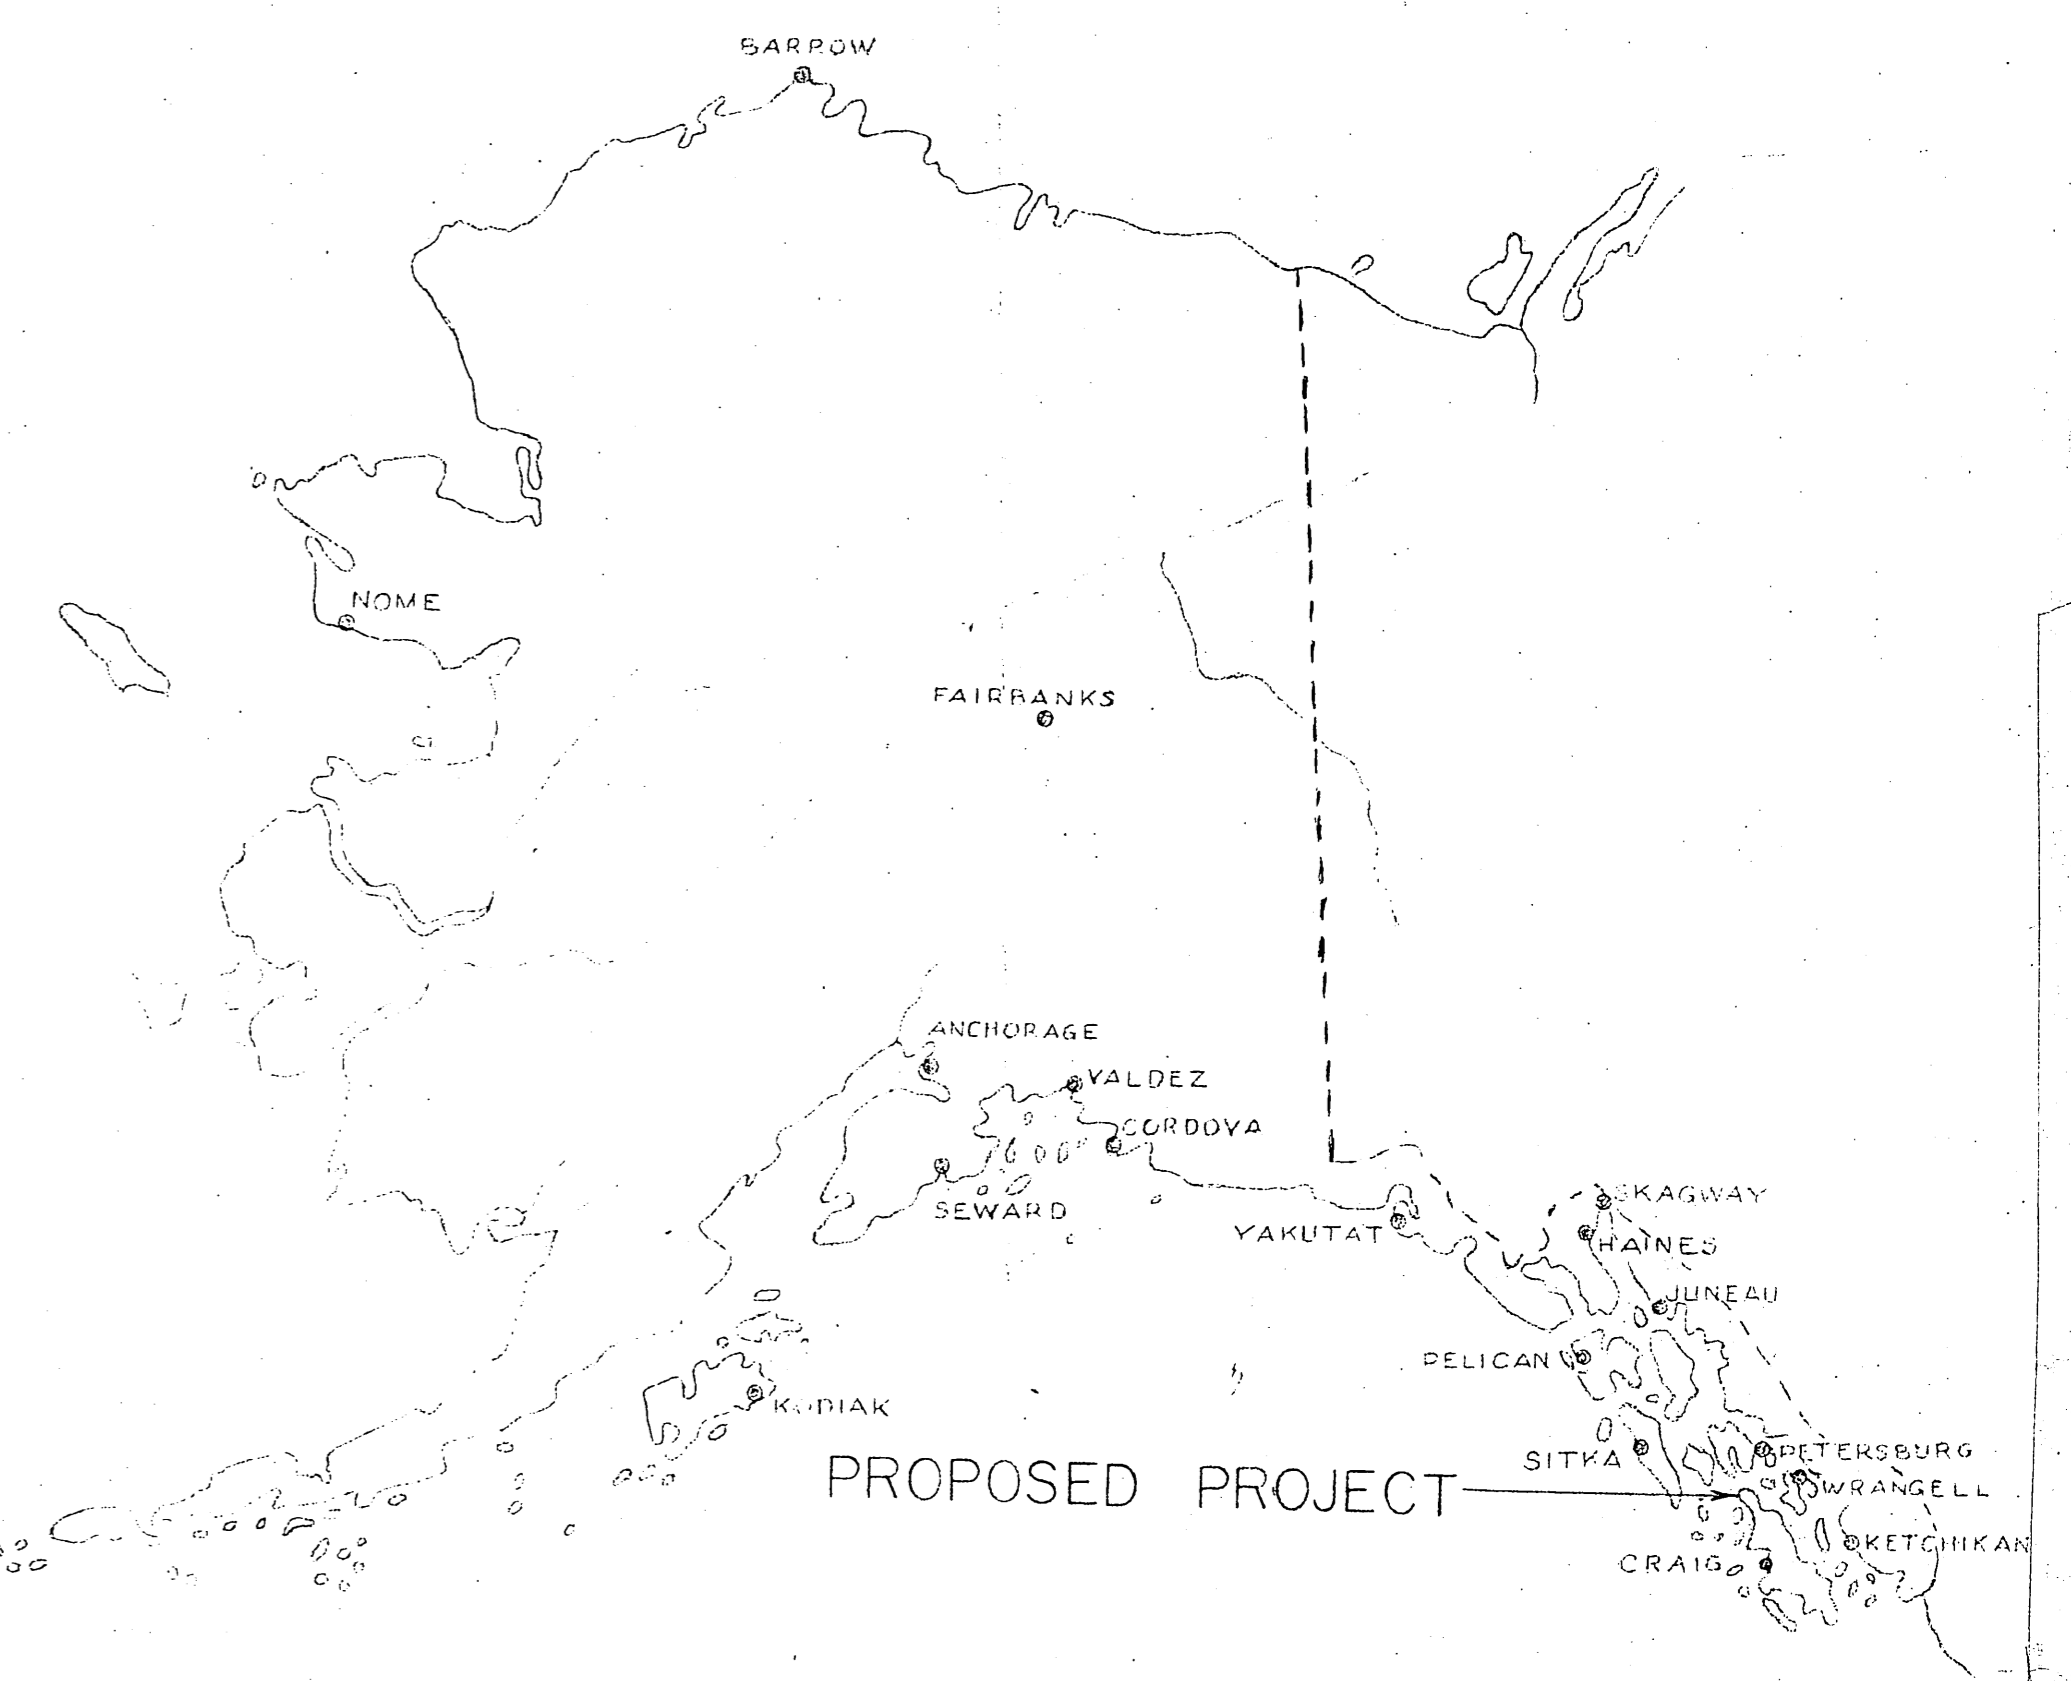 BARROW
NOME
FAIRBANKS
ANCHORAGE
VALDEZ
CORDOVA
SEWARD
YAKUTAT
SKAGWAY
HAINES
JUNEAU
PELICAN
KODIAK
SITKA
PETERSBURG
PROPOSED PROJECT
WRANGELL
KETCHIKAN
CRAIG